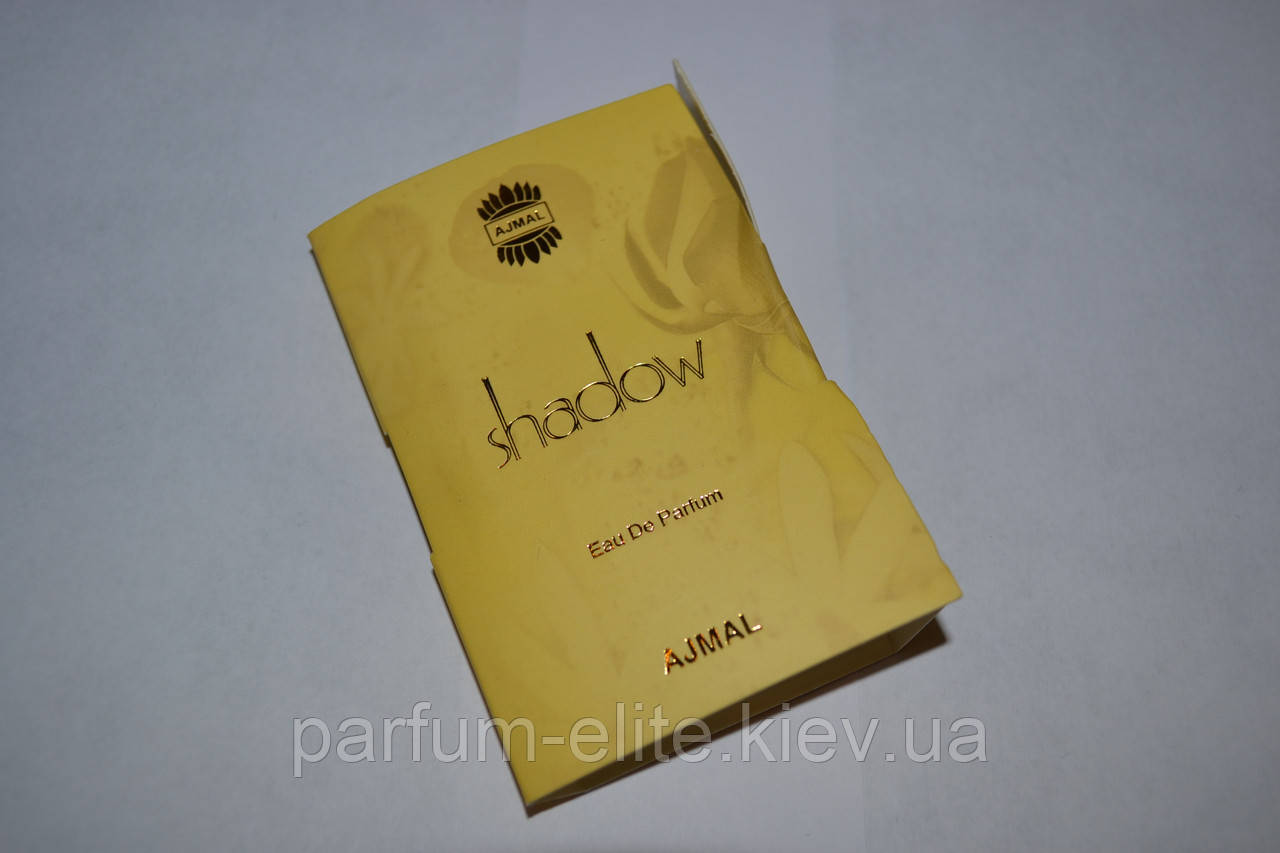 AJMAL
shadow
Eau De Parfum
AJMAL
parfum-elite.kiev.ua